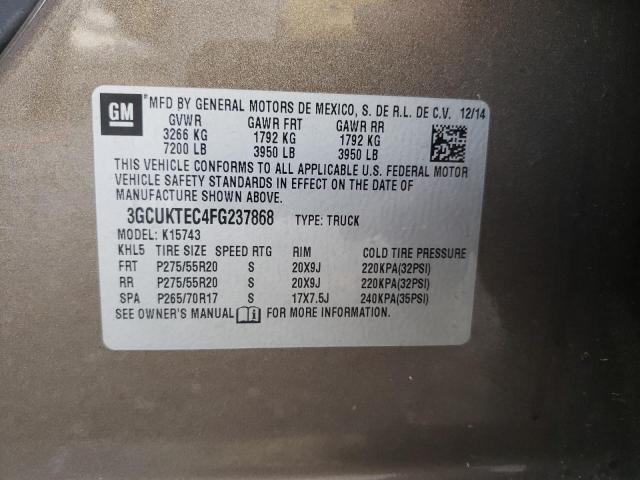 GM ® MFD BY GENERAL MOTORS DE MEXICO, S. DE R.L. DE C.V. 12/14
GVWR GAWR FRT GAWR RR
3266 KG 1792 KG 1792 KG
7200 LB 3950 LB 3950 LB
THIS VEHICLE CONFORMS TO ALL APPLICABLE U.S. FEDERAL MOTOR
VEHICLE SAFETY STANDARDS IN EFFECT ON THE DATE OF
MANUFACTURE SHOWN ABOVE.
3GCUKTEC4FG237868 TYPE: TRUCK
MODEL: K15743
KHL5 TIRE SIZE SPEED RTG RIM COLD TIRE PRESSURE
FRT P275/55R20 S 20X9J 220KPA(32PSI)
RR P275/55R20 S 20X9J 220KPA(32PSI)
SPA P265/70R17 S 17X7.5J 240KPA(35PSI)
SEE OWNER'S MANUAL i FOR MORE INFORMATION.